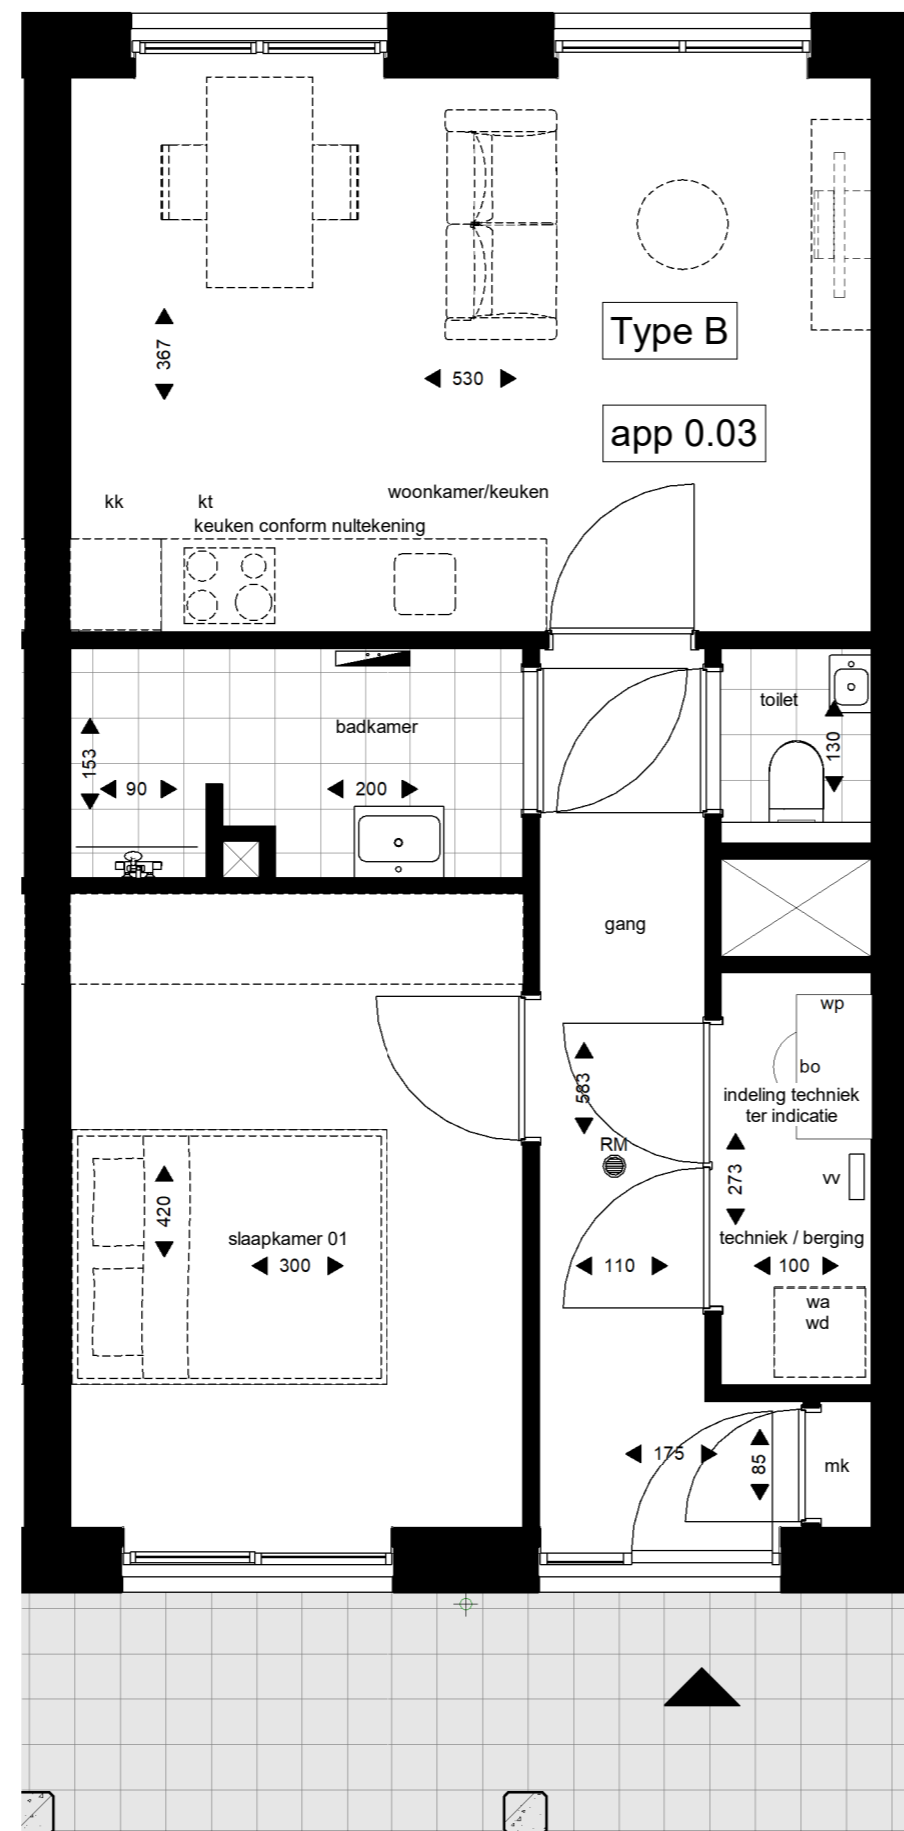 Type B
367
530
app 0.03
kk
kt
woonkamer/keuken
keuken conform nultekening
badkamer
toilet
153
90
200
130
gang
wp
bo
indeling techniek
ter indicatie
583
RM
273
vv
420
slaapkamer 01
300
110
techniek / berging
100
wa
wd
175
85
mk